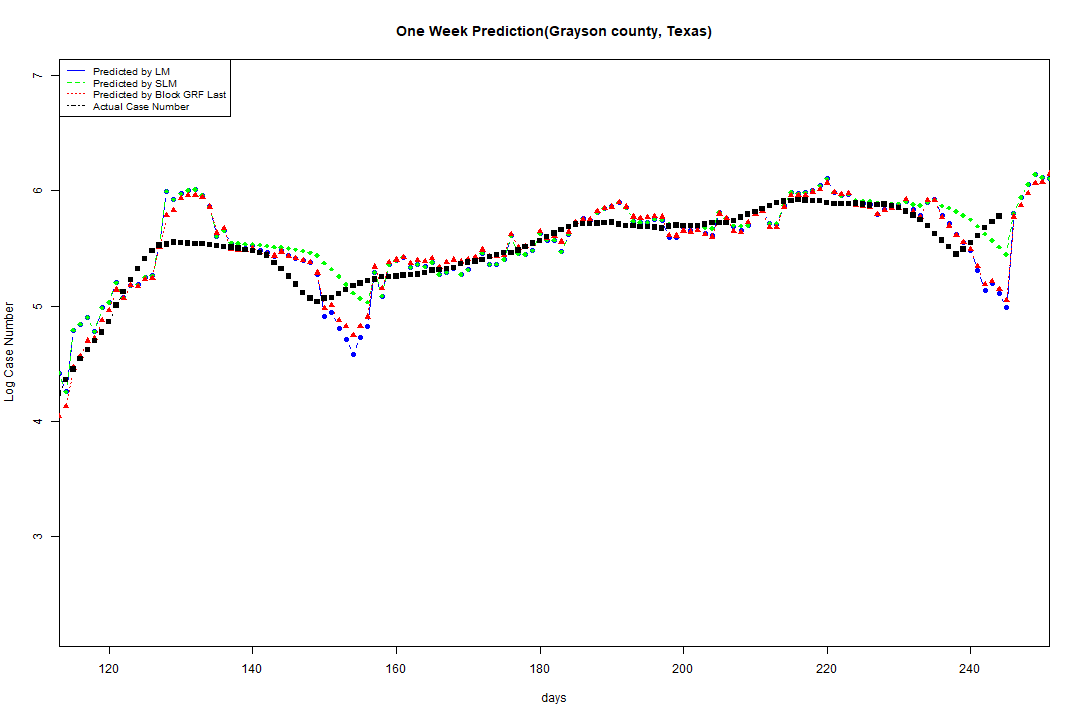 One Week Prediction(Grayson county, Texas)
Predicted by LM
Predicted by SLM
Predicted by Block GRF Last
Actual Case Number
7
6
5
4
3
Log Case Number
120 140 160 180 200 220 240
days